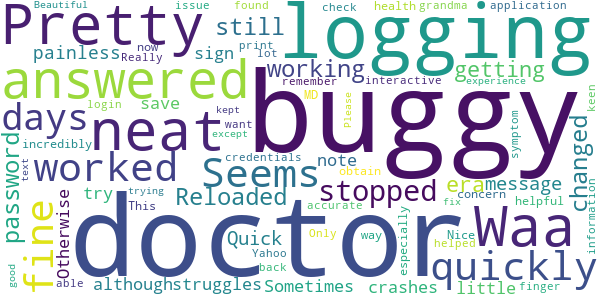 Beautiful issue found check health grandma application
Pretty still logging
painless sign print lot
Really now
answered working getting
remember interactive experience
login save MD
days neat buggy
kept want Please symptom keen
incredibly except
text trying credentials
worked Seems note obtain
password try stopped era message changed
This Reloaded concern
fine Otherwise accurate fix helpful information
doctor Waa
Quick Only way especially Nice
Yahoo helped
good able back quickly
although struggles Sometimes crashes little finger